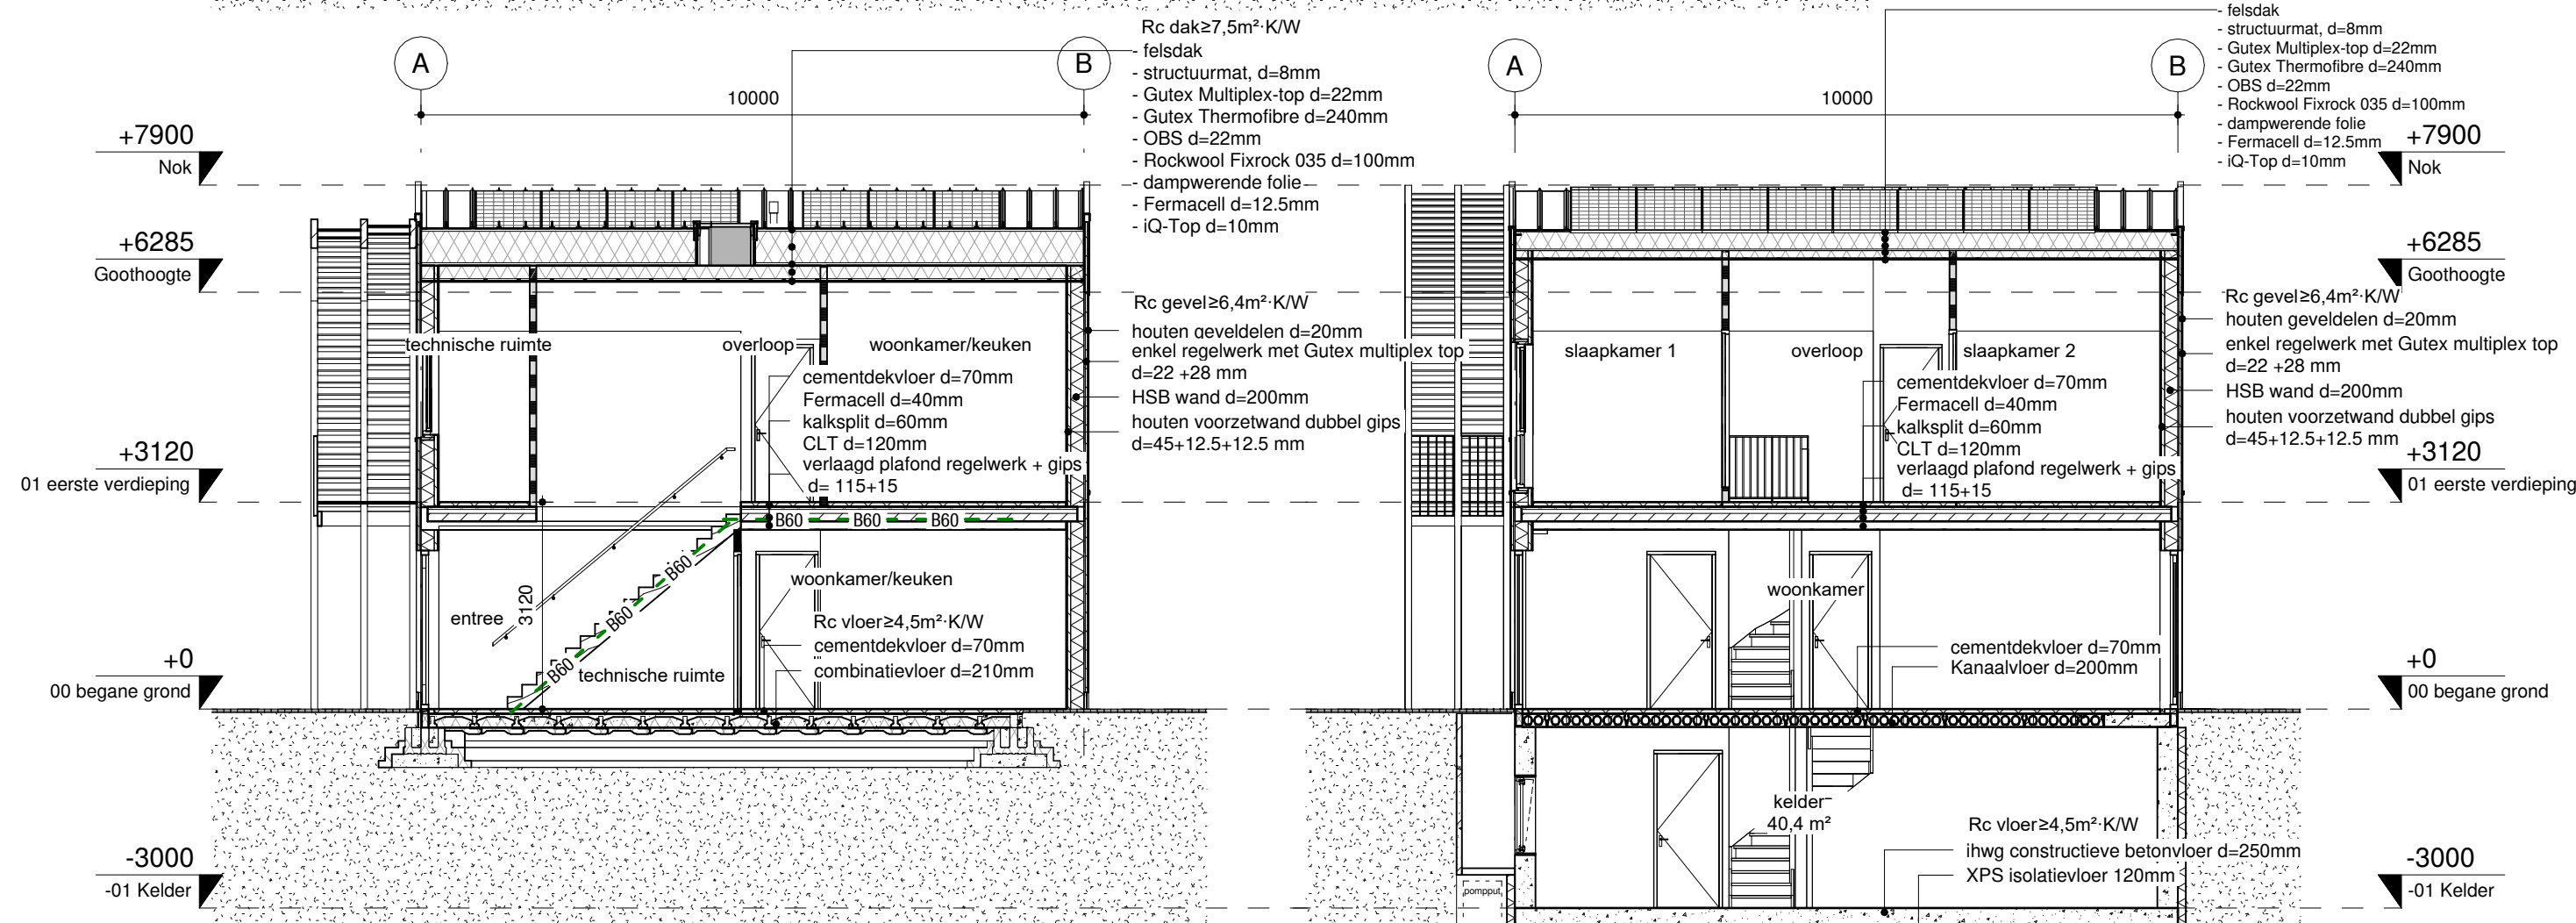 Rc dak≥7,5m²·K/W
- felsdak
- structuurmat, d=8mm
- Gutex Multiplex-top d=22mm
- Gutex Thermofibre d=240mm
- OBS d=22mm
- Rockwool Fixrock 035 d=100mm
- dampwerende folie
- Fermacell d=12.5mm
- iQ-Top d=10mm
A
B
10000
+7900
Nok
+6285
Goothoogte
+3120
01 eerste verdieping
+0
00 begane grond
-3000
-01 Kelder
technische ruimte
overloop
woonkamer/keuken
cementdekvloer d=70mm
Fermacell d=40mm
kalksplit d=60mm
CLT d=120mm
verlaagd plafond regelwerk + gips
d= 115+15
Rc gevel≥6,4m²·K/W
houten geveldelen d=20mm
enkel regelwerk met Gutex multiplex top
d=22 +28 mm
HSB wand d=200mm
houten voorzetwand dubbel gips
d=45+12.5+12.5 mm
B60
B60
B60
B60
B60
B60
3120
entree
technische ruimte
woonkamer/keuken
Rc vloer≥4,5m²·K/W
cementdekvloer d=70mm
combinatievloer d=210mm
- felsdak
- structuurmat, d=8mm
- Gutex Multiplex-top d=22mm
- Gutex Thermofibre d=240mm
- OBS d=22mm
- Rockwool Fixrock 035 d=100mm
- dampwerende folie
- Fermacell d=12.5mm
- iQ-Top d=10mm
A
B
10000
+7900
Nok
+6285
Goothoogte
Rc gevel≥6,4m²·K/W
houten geveldelen d=20mm
enkel regelwerk met Gutex multiplex top
d=22 +28 mm
HSB wand d=200mm
houten voorzetwand dubbel gips
d=45+12.5+12.5 mm
+3120
01 eerste verdieping
slaapkamer 1
overloop
slaapkamer 2
cementdekvloer d=70mm
Fermacell d=40mm
kalksplit d=60mm
CLT d=120mm
verlaagd plafond regelwerk + gips
d= 115+15
woonkamer
cementdekvloer d=70mm
Kanaalvloer d=200mm
+0
00 begane grond
kelder
40,4 m²
Rc vloer≥4,5m²·K/W
ihwg constructieve betonvloer d=250mm
XPS isolatievloer 120mm
pompput
-3000
-01 Kelder